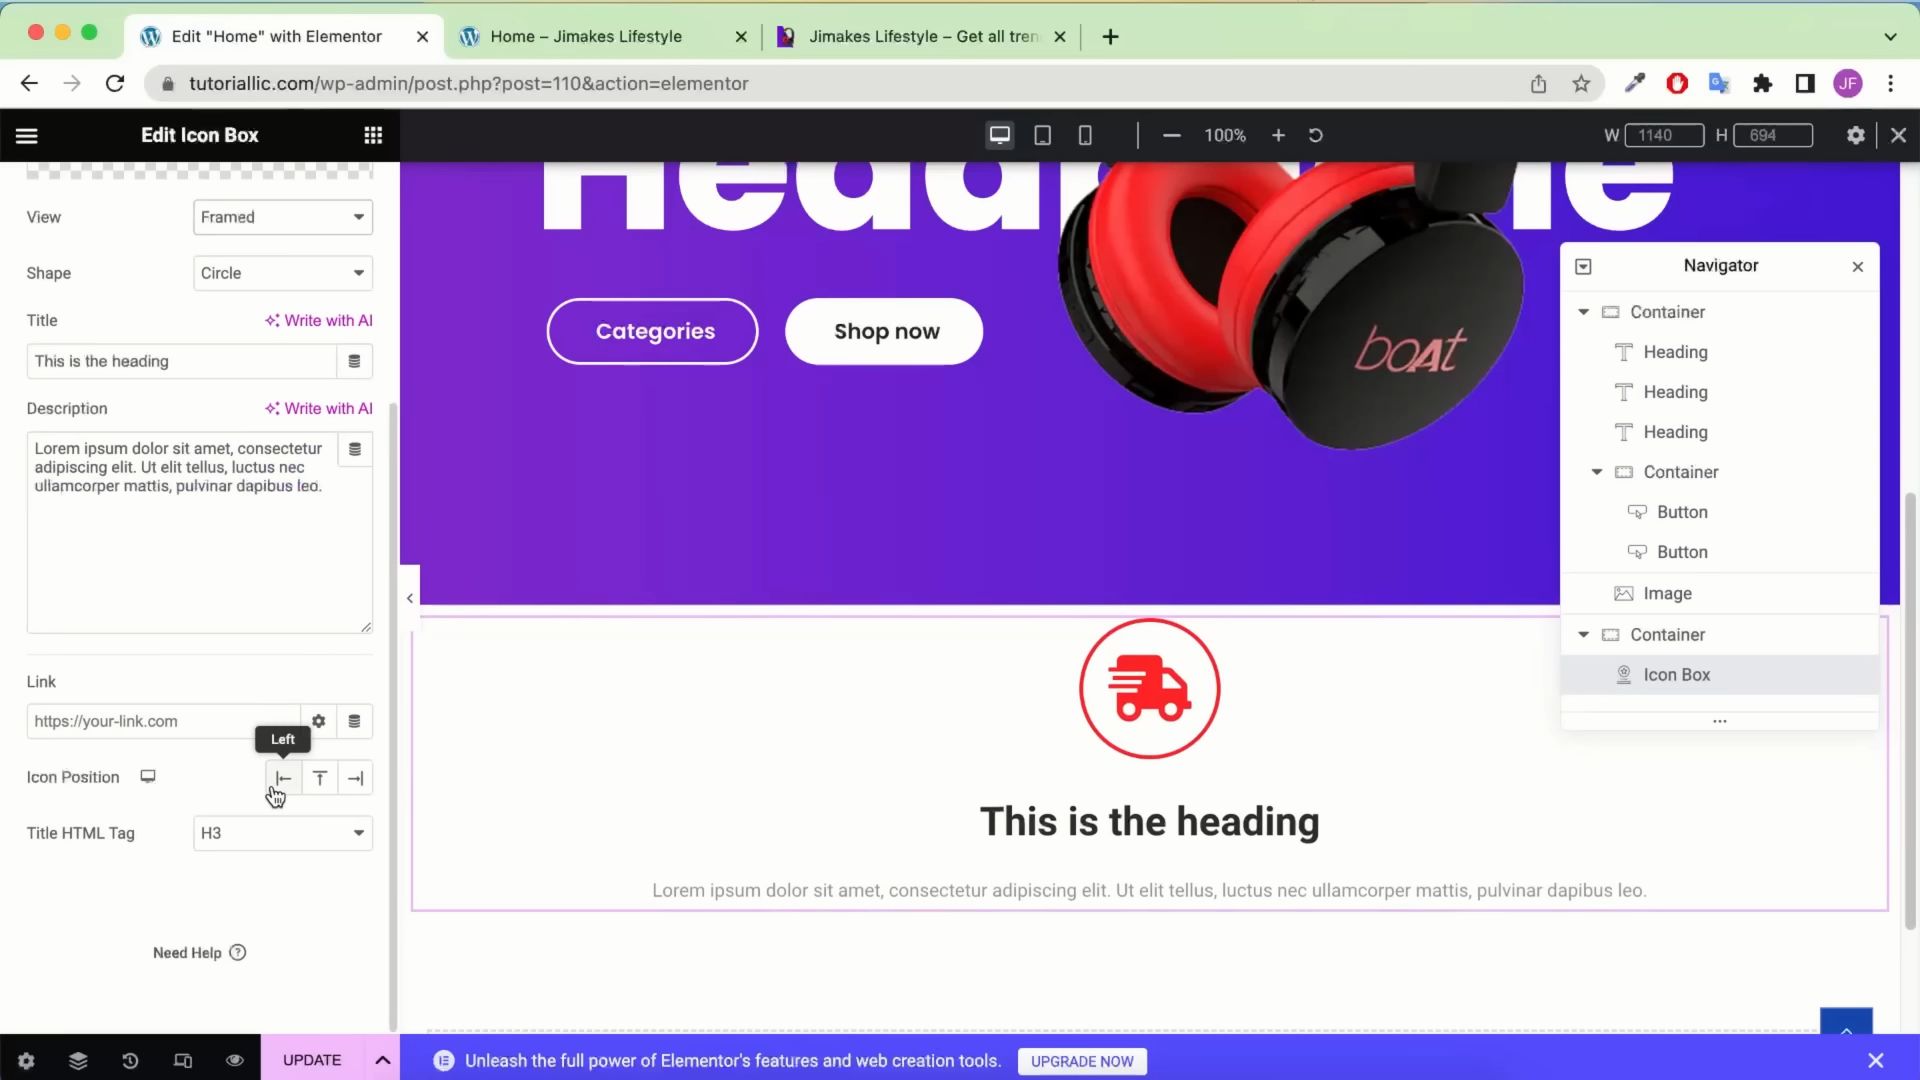 Edit "Home" with Elementor
Home – Jimakes Lifestyle
Jimakes Lifestyle – Get all tren
tutoriallic.com/wp-admin/post.php?post=110&action=elementor
JF
Edit Icon Box
100%
W 1140 H 694
View
Framed
Shape
Circle
Title
Write with AI
This is the heading
Description
Write with AI
Lorem ipsum dolor sit amet, consectetur
adipiscing elit. Ut elit tellus, luctus nec
ullamcorper mattis, pulvinar dapibus leo.
Link
https://your-link.com
Left
Icon Position
Title HTML Tag
H3
Need Help
UPDATE
Categories
Shop now
boAt
This is the heading
Lorem ipsum dolor sit amet, consectetur adipiscing elit. Ut elit tellus, luctus nec ullamcorper mattis, pulvinar dapibus leo.
Navigator
Container
Heading
Heading
Heading
Container
Button
Button
Image
Container
Icon Box
Unleash the full power of Elementor's features and web creation tools.
UPGRADE NOW